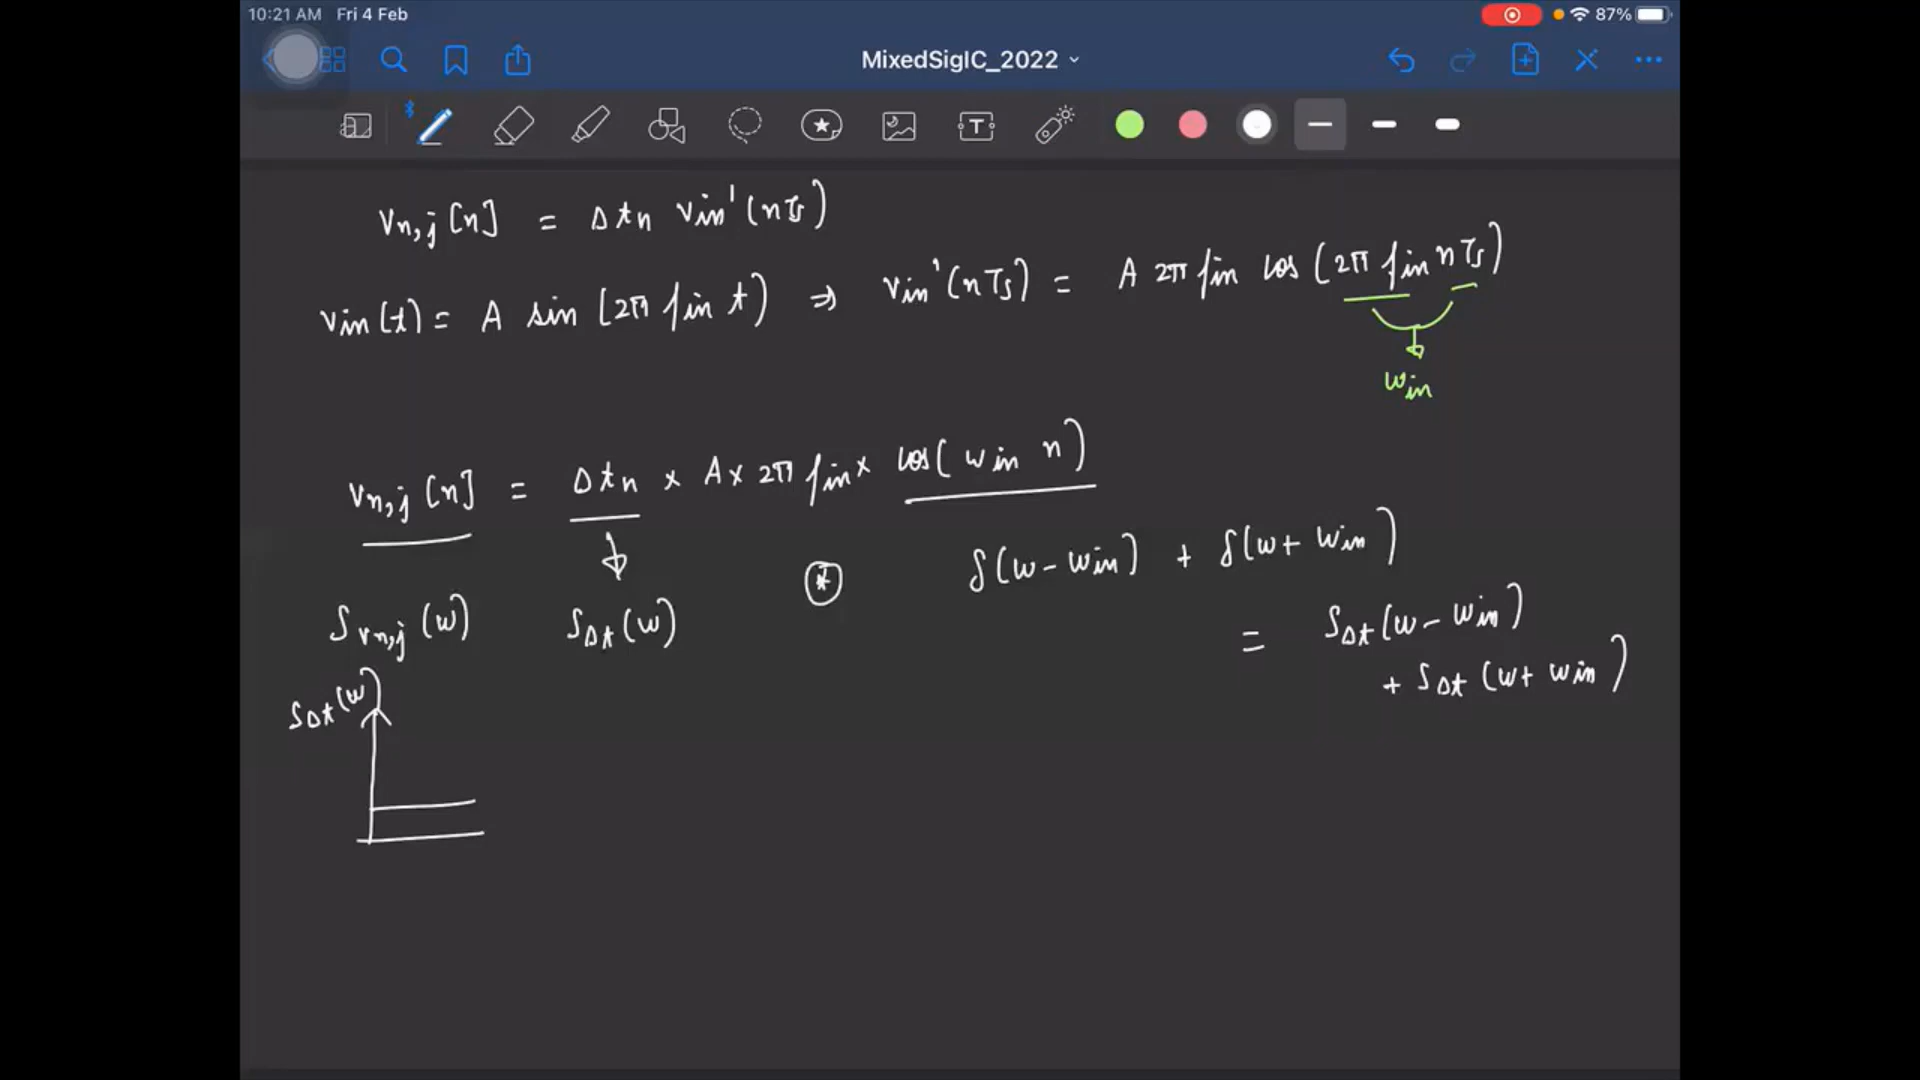 10:21 AM Fri 4 Feb 87%
MixedSigIC_2022
Vn,j [n] = Δtn Vin'(nTs)
Vin(t) = A sin (2π fin t) ⇒ Vin'(nTs) = A 2π fin cos (2π fin nTs)
win
Vn,j [n] = Δtn × A × 2π fin × cos( win n )
⊛ δ(w - win) + δ(w + win)
Svn,j (w) SΔt (w) = SΔt (w - win)
+ SΔt (w + win)
SΔt (w)